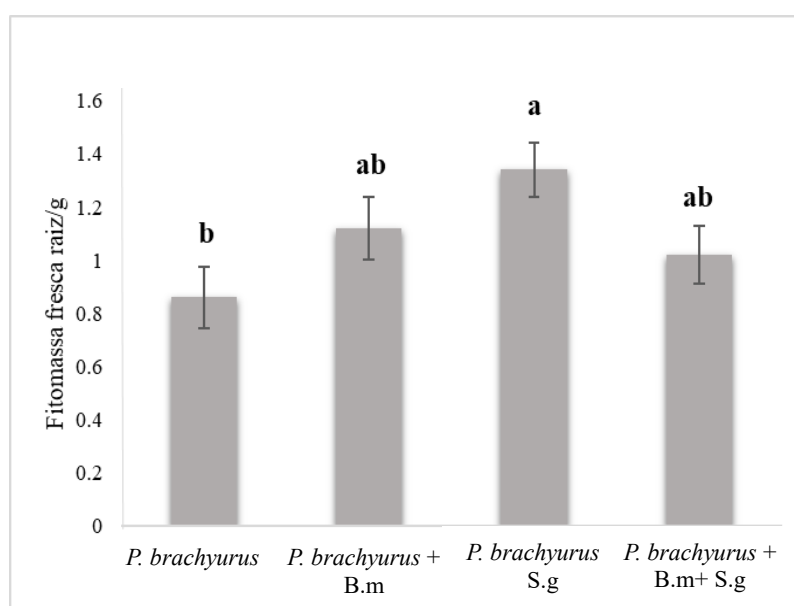 Fitomassa fresca raiz/g
1.6
1.4
1.2
1
0.8
0.6
0.4
0.2
0
b
ab
a
ab
P. brachyurus
P. brachyurus +
B.m
P. brachyurus
S.g
P. brachyurus +
B.m+ S.g